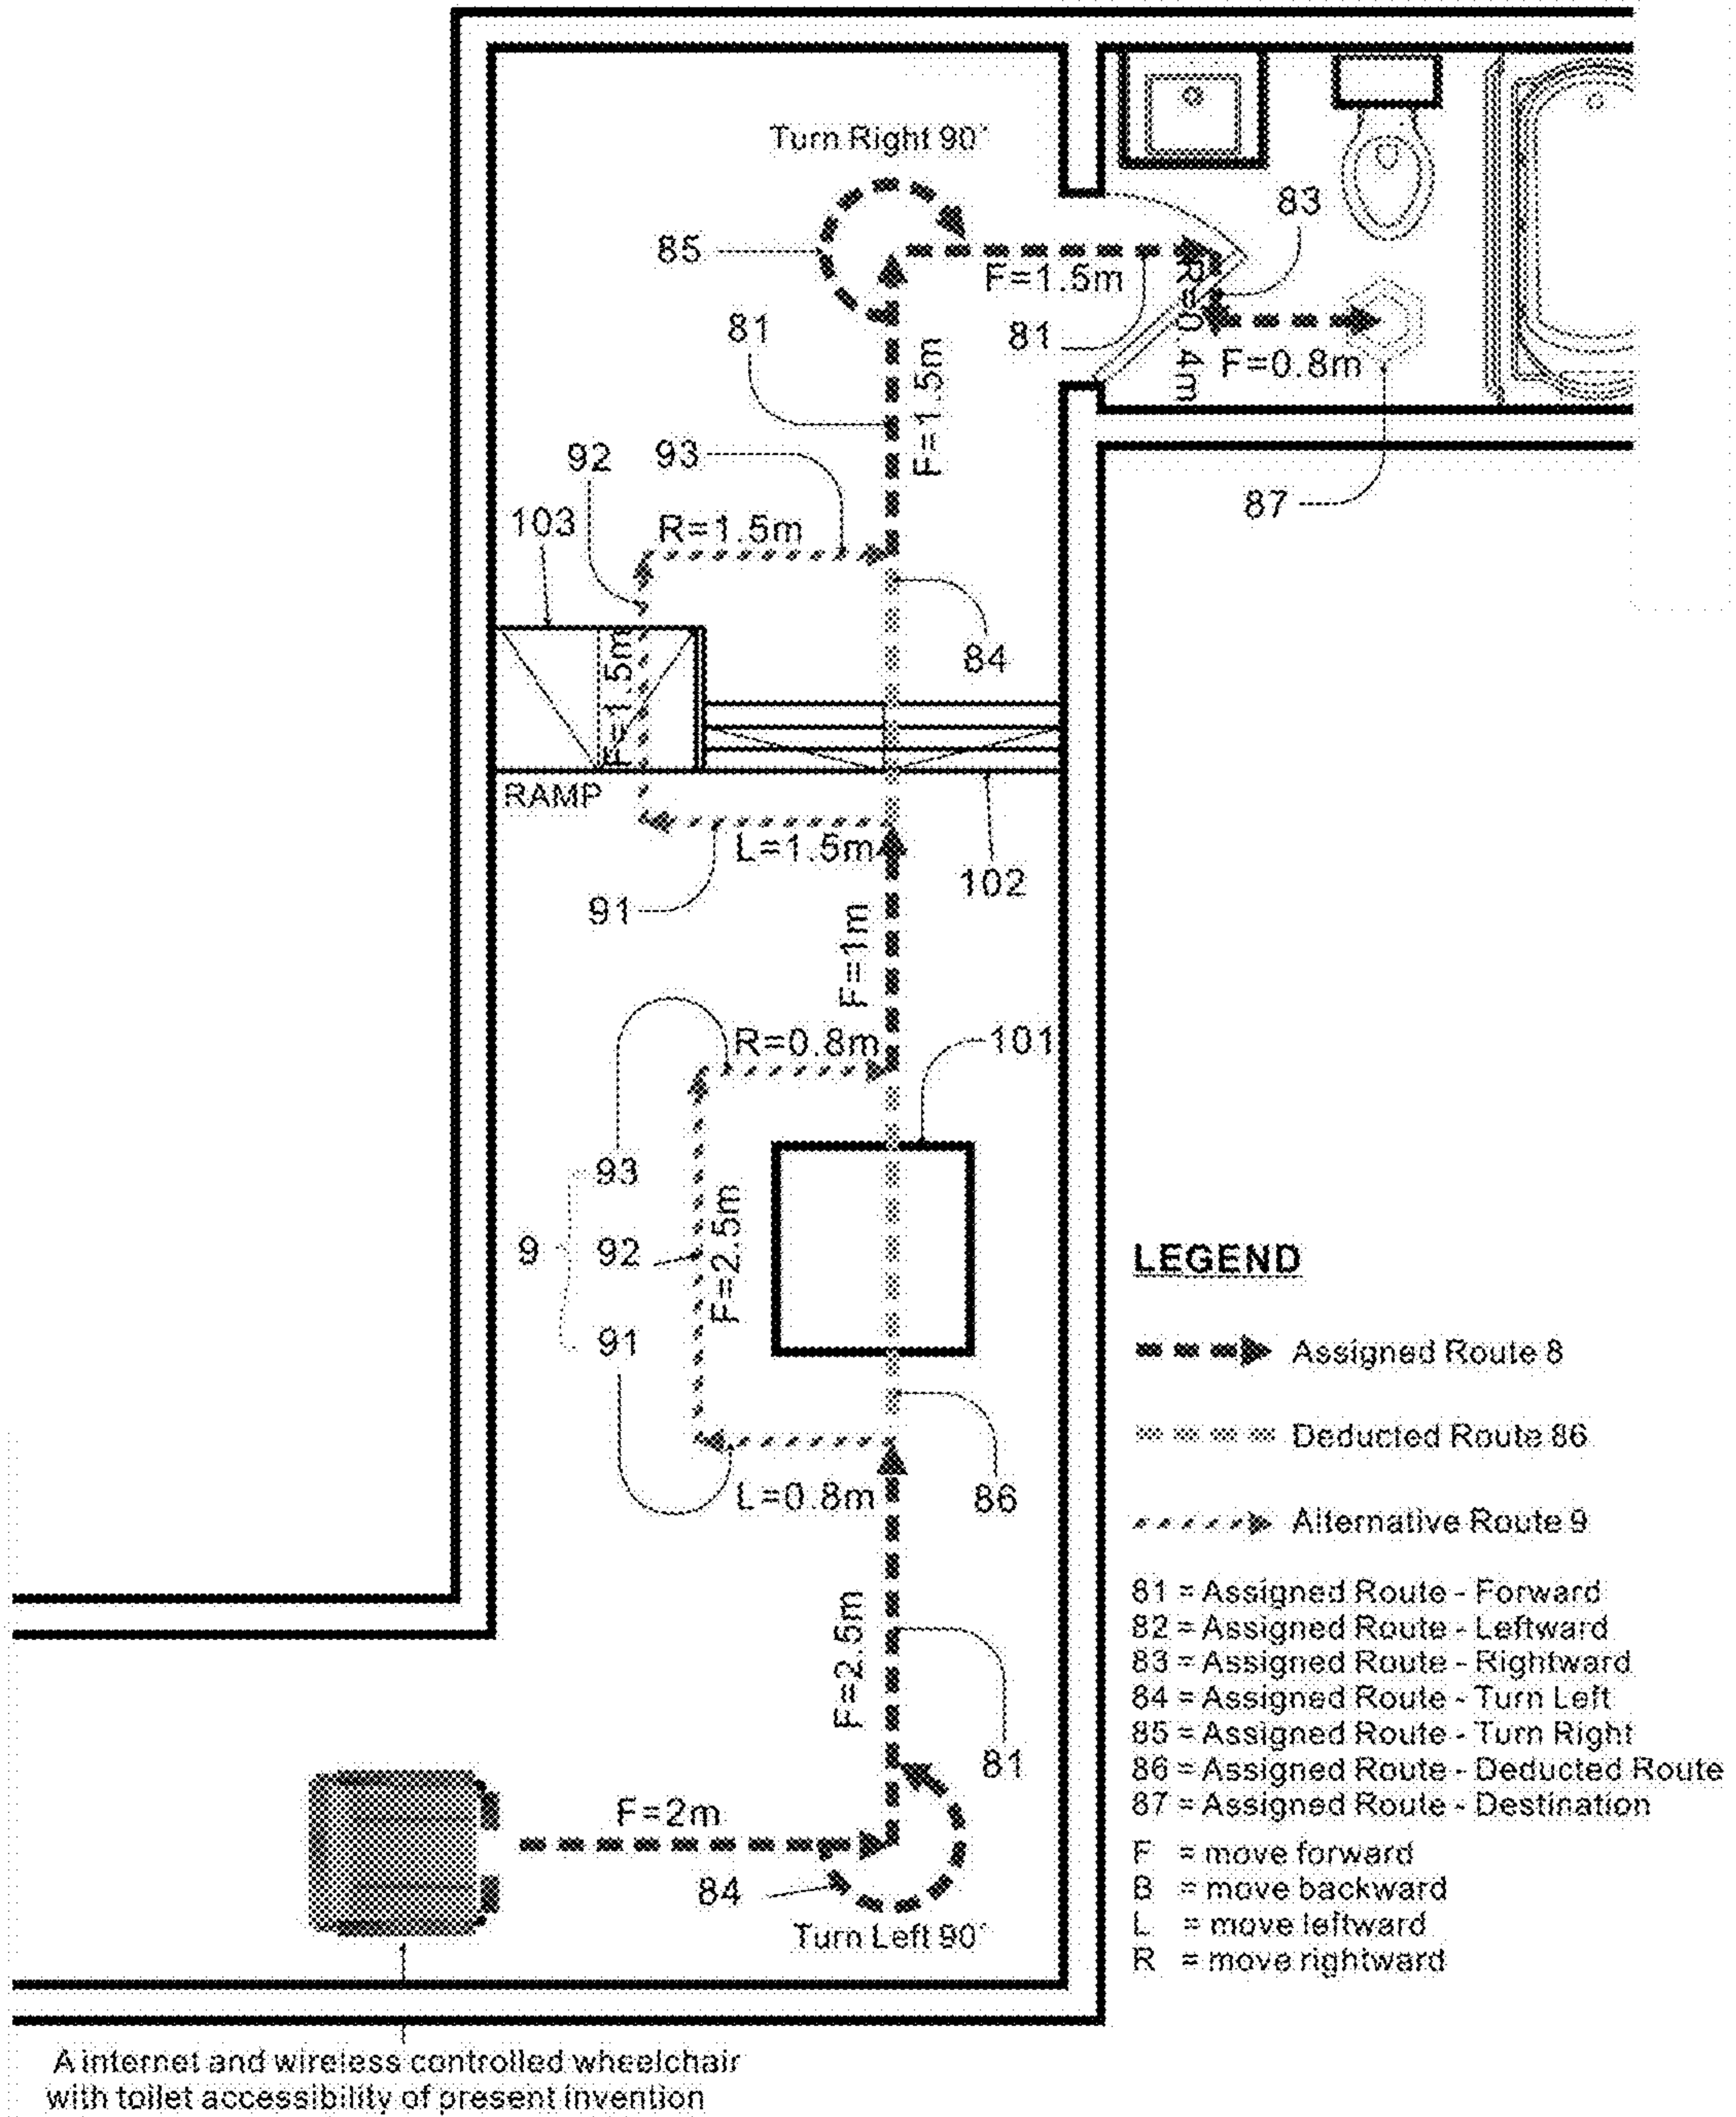 Turn Right 90°
85
83
F=1.5m
R=0.4m
81
81
F=0.8m
F=1.5m
92
93
87
103
R=1.5m
84
F=1.5m
RAMP
L=1.5m
102
91
F=1m
R=0.8m
101
93
9
92
F=2.5m
91
L=0.8m
86
F=2.5m
81
F=2m
84
Turn Left 90°
1
A internet and wireless controlled wheelchair
with toilet accessibility of present invention
LEGEND
Assigned Route 8
Deducted Route 86
Alternative Route 9
81 = Assigned Route - Forward
82 = Assigned Route - Leftward
83 = Assigned Route - Rightward
84 = Assigned Route - Turn Left
85 = Assigned Route - Turn Right
86 = Assigned Route - Deducted Route
87 = Assigned Route - Destination
F = move forward
B = move backward
L = move leftward
R = move rightward